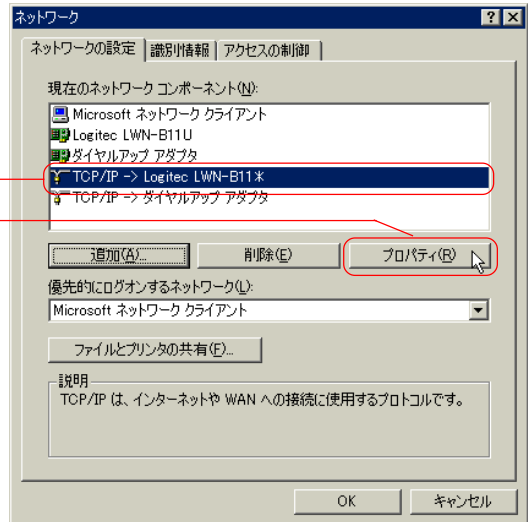 ネットワーク
ネットワークの設定 識別情報 アクセスの制御
現在のネットワーク コンポーネント(N):
Microsoft ネットワーク クライアント
Logitec LWN-B11U
ダイヤルアップ アダプタ
TCP/IP -> Logitec LWN-B11*
TCP/IP -> ダイヤルアップ アダプタ
追加(A)... 削除(E) プロパティ(R)
優先的にログオンするネットワーク(L):
Microsoft ネットワーク クライアント
ファイルとプリンタの共有(F)...
説明
TCP/IP は、インターネットや WAN への接続に使用するプロトコルです。
OK キャンセル